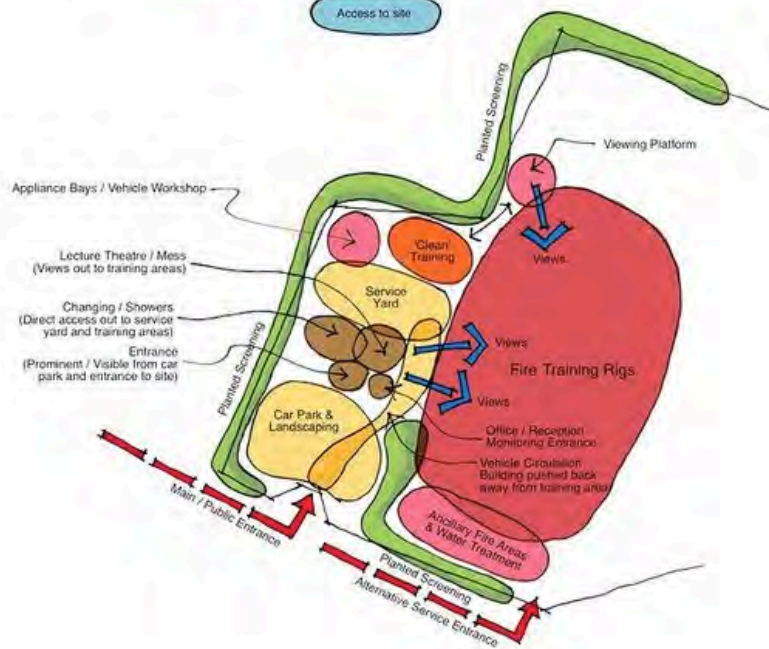 Access to site
Planted Screening
Viewing Platform
Appliance Bays / Vehicle Workshop
'Clean'
Training
Views
Lecture Theatre / Mess
(Views out to training areas)
Service
Yard
Changing / Showers
(Direct access out to service
yard and training areas)
Views
Entrance
(Prominent / Visible from car
park and entrance to site)
Fire Training Rigs
Planted Screening
Views
Car Park &
Landscaping
Office / Reception
Monitoring Entrance
Vehicle Circulation
Building pushed back
away from training area
Main / Public Entrance
Ancillary Fire Areas
& Water Treatment
Planted Screening
Alternative Service Entrance